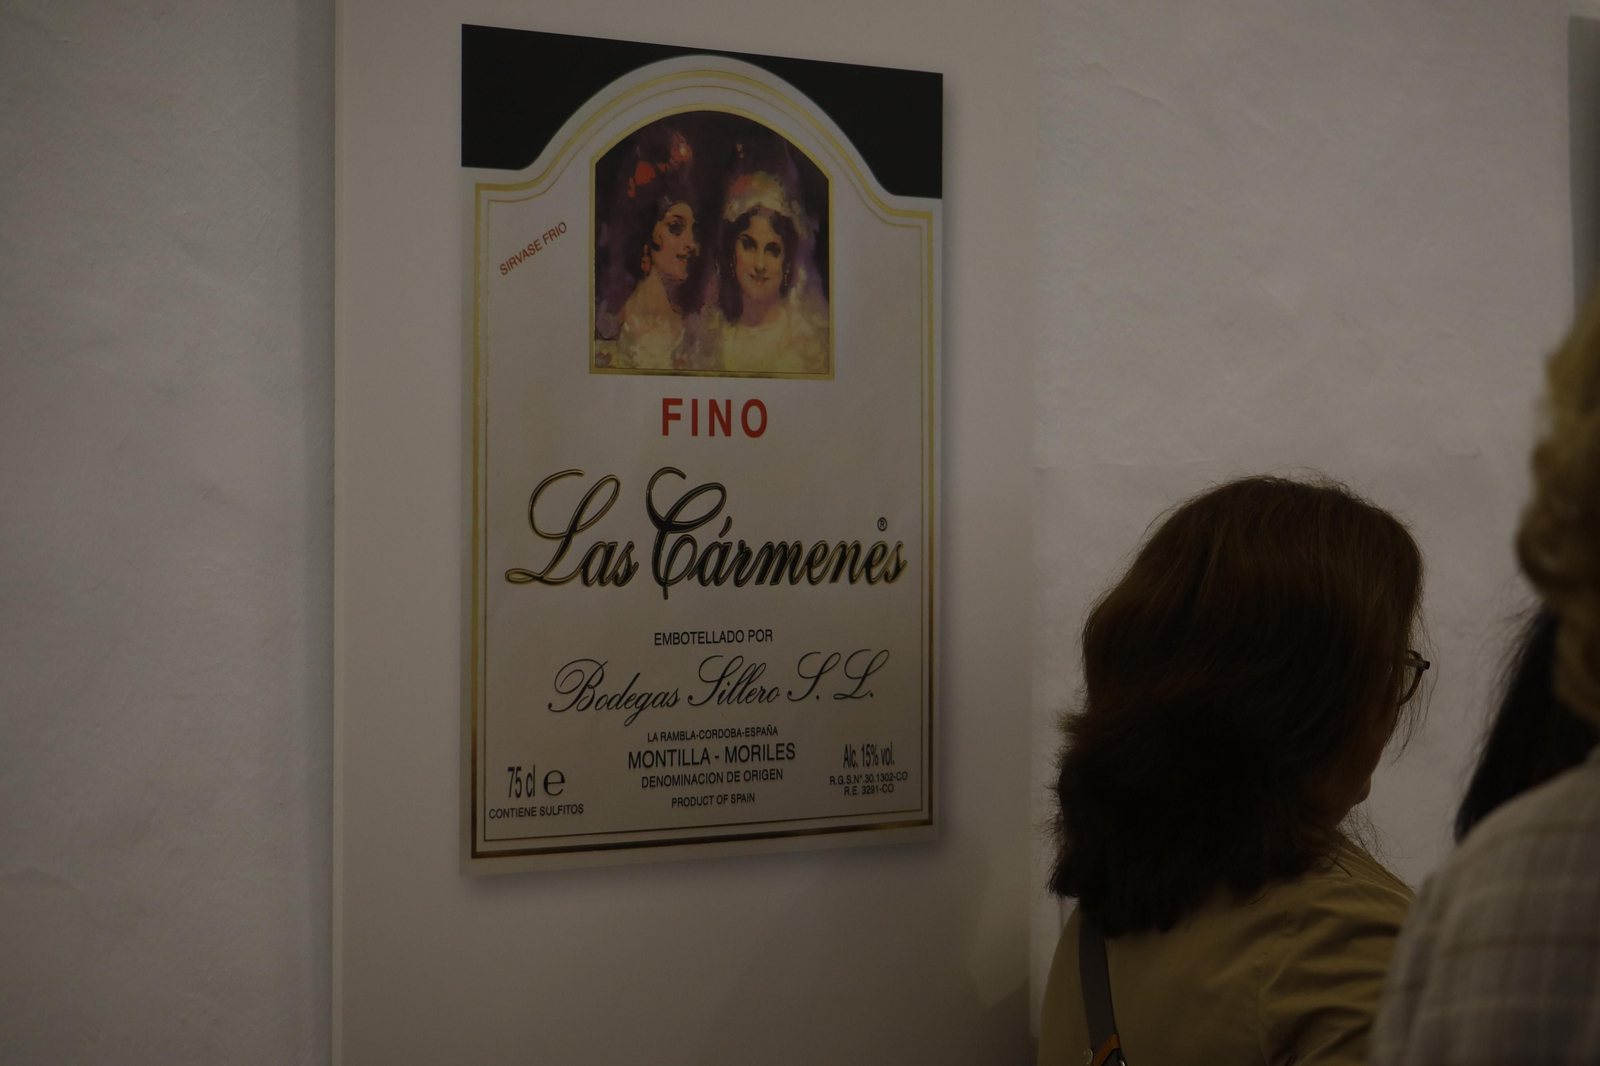 SIRVASE FRIO
FINO
Las Cármenes ®
EMBOTELLADO POR
Bodegas Sillero S. L.
LA RAMBLA-CORDOBA-ESPAÑA
MONTILLA - MORILES
DENOMINACION DE ORIGEN
PRODUCT OF SPAIN
75 cl ℮
CONTIENE SULFITOS
Alc. 15% vol.
R.G.S.Nº.30.1302-CO
R.E. 3291-CO